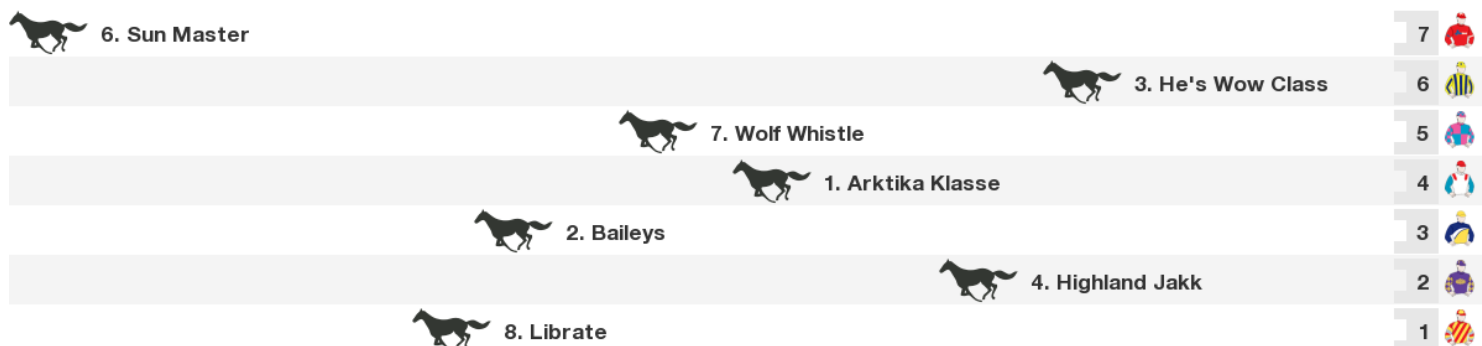 6. Sun Master 7
3. He's Wow Class 6
7. Wolf Whistle 5
1. Arktika Klasse 4
2. Baileys 3
4. Highland Jakk 2
8. Librate 1